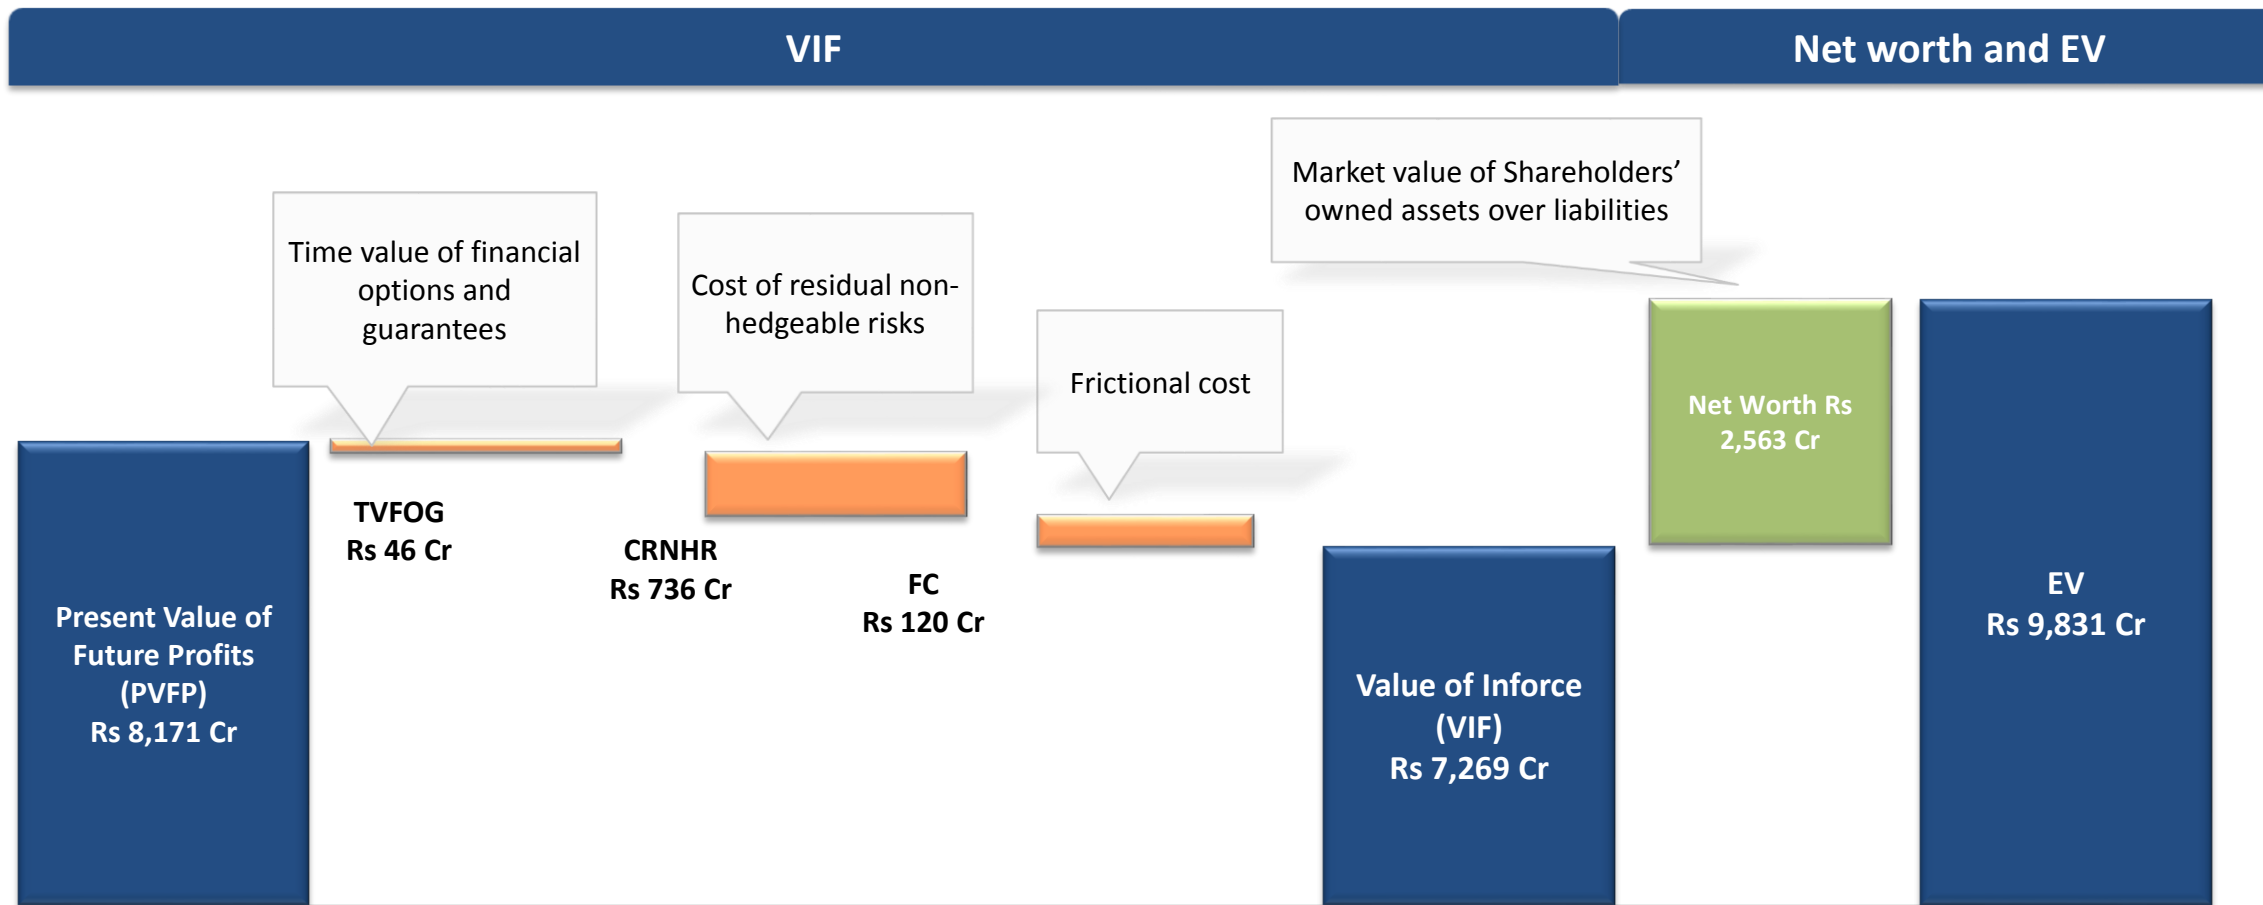 VIF
Net worth and EV
Market value of Shareholders’
owned assets over liabilities
Time value of financial
options and
guarantees
Cost of residual non-
hedgeable risks
Frictional cost
Net Worth Rs
2,563 Cr
TVFOG
Rs 46 Cr
CRNHR
Rs 736 Cr
FC
Rs 120 Cr
Present Value of
Future Profits
(PVFP)
Rs 8,171 Cr
Value of Inforce
(VIF)
Rs 7,269 Cr
EV
Rs 9,831 Cr